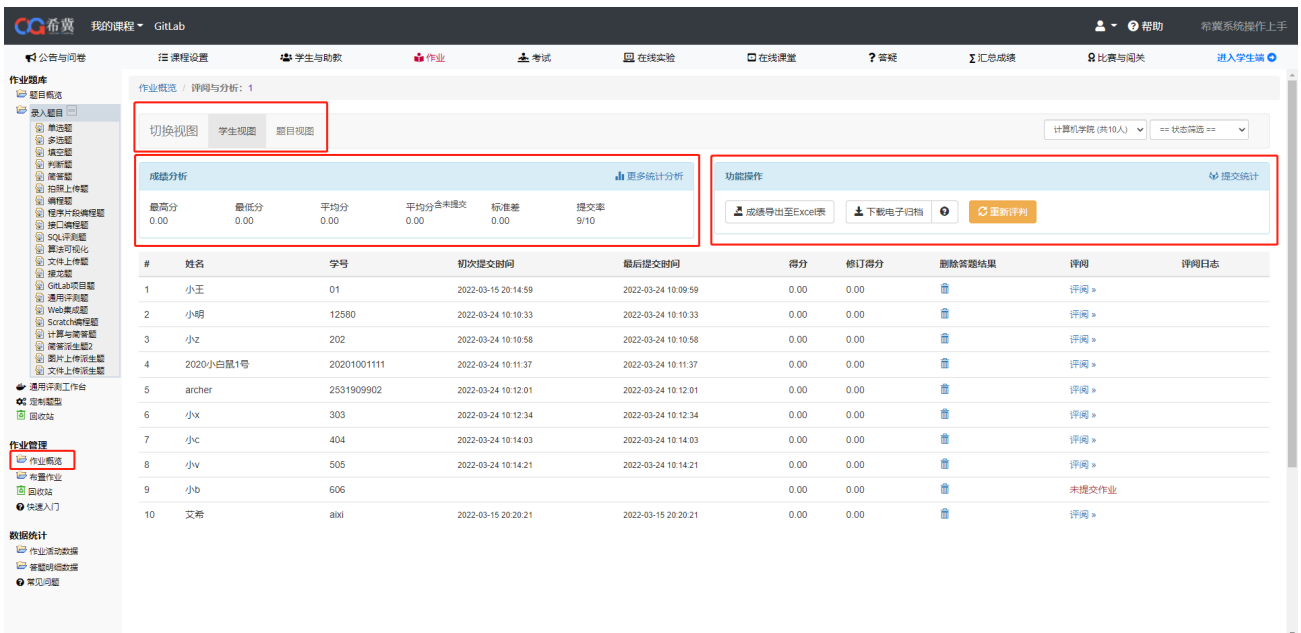 CG希冀 我的课程 GitLab 帮助 希冀系统操作上手
公告与问卷 课程设置 学生与助教 作业 考试 在线实验 在线课堂 答疑 汇总成绩 比赛与闯关 进入学生端
作业题库
题目概览
录入题目
单选题
多选题
填空题
判断题
简答题
拍照上传题
编程题
程序片段编程题
接口编程题
SQL评测题
算法可视化
文件上传题
接龙题
GitLab项目题
通用评测题
Web集成题
Scratch编程题
计算与简答题
简答派生题2
图片上传派生题
文件上传派生题
通用评测工作台
定制题型
回收站
作业管理
作业概览
布置作业
回收站
快速入门
数据统计
作业活动数据
答题明细数据
常见问题
作业概览 / 评阅与分析: 1
切换视图 学生视图 题目视图 计算机学院 (共10人) == 状态筛选 ==
成绩分析 更多统计分析
最高分 最低分 平均分 平均分含未提交 标准差 提交率
0.00 0.00 0.00 0.00 0.00 9/10
功能操作 提交统计
成绩导出至Excel表 下载电子归档 重新评判
# 姓名 学号 初次提交时间 最后提交时间 得分 修订得分 删除答题结果 评阅 评阅日志
1 小王 01 2022-03-15 20:14:59 2022-03-24 10:09:59 0.00 0.00 评阅 »
2 小明 12580 2022-03-24 10:10:33 2022-03-24 10:10:33 0.00 0.00 评阅 »
3 小z 202 2022-03-24 10:10:58 2022-03-24 10:10:58 0.00 0.00 评阅 »
4 2020小白鼠1号 20201001111 2022-03-24 10:11:37 2022-03-24 10:11:37 0.00 0.00 评阅 »
5 archer 2531909902 2022-03-24 10:12:01 2022-03-24 10:12:01 0.00 0.00 评阅 »
6 小x 303 2022-03-24 10:12:34 2022-03-24 10:12:34 0.00 0.00 评阅 »
7 小c 404 2022-03-24 10:14:03 2022-03-24 10:14:03 0.00 0.00 评阅 »
8 小v 505 2022-03-24 10:14:21 2022-03-24 10:14:21 0.00 0.00 评阅 »
9 小b 606 0.00 0.00 未提交作业
10 艾希 aixi 2022-03-15 20:20:21 2022-03-15 20:20:21 0.00 0.00 评阅 »